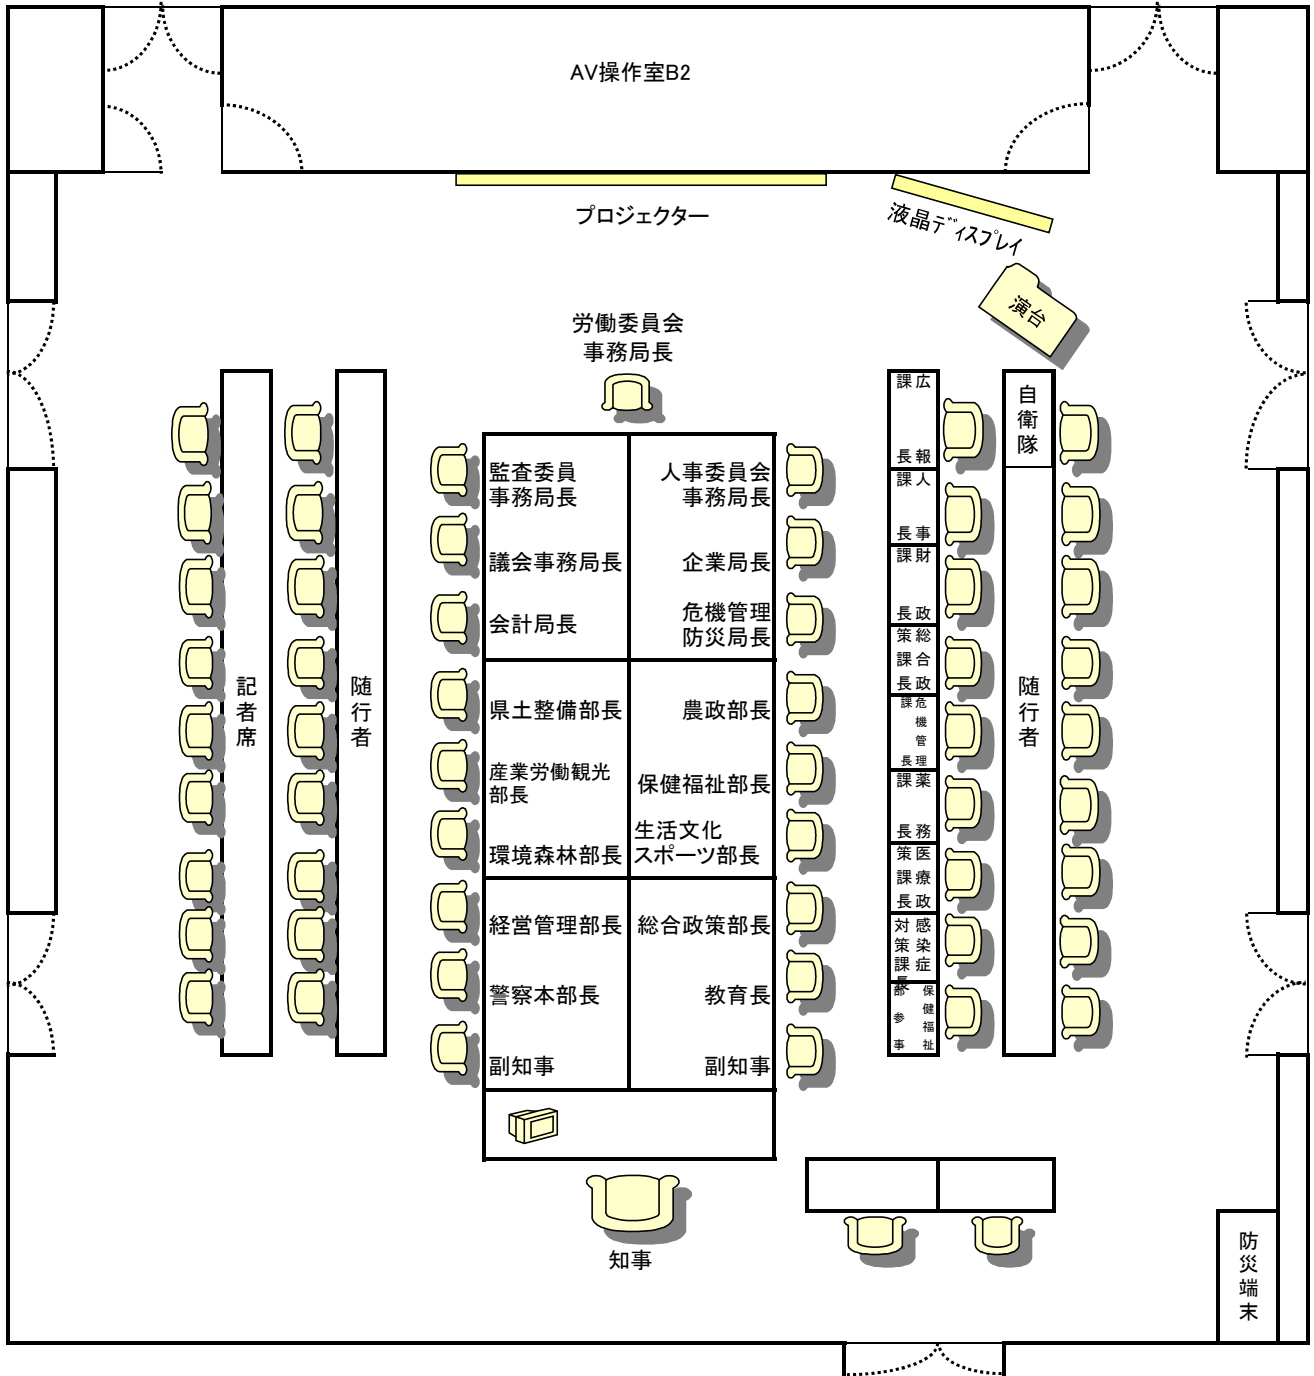 AV操作室B2
プロジェクター
液晶ディスプレイ
演台
労働委員会
事務局長
記者席
随行者
監査委員
事務局長
議会事務局長
会計局長
県土整備部長
産業労働観光
部長
環境森林部長
経営管理部長
警察本部長
副知事
人事委員会
事務局長
企業局長
危機管理
防災局長
農政部長
保健福祉部長
生活文化
スポーツ部長
総合政策部長
教育長
副知事
広報
課長
人事
課長
財政
課長
総合政
策課長
危機管理
課長
薬務
課長
医療政
策課長
感染症
対策課長
保健福祉
部参事
自衛隊
随行者
知事
防災端末